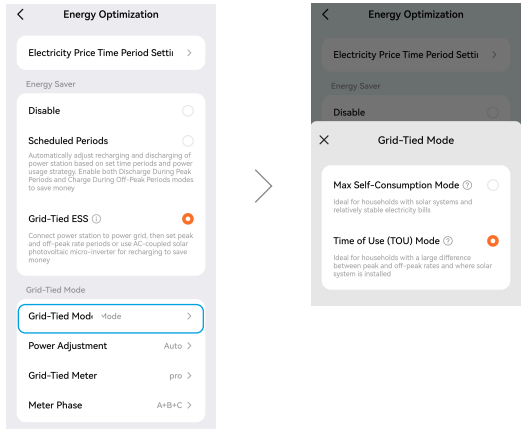 Energy Optimization
Electricity Price Time Period Settin
Energy Saver
Disable
Scheduled Periods
Automatically adjust recharging and discharging of
power station based on set time periods and power
usage strategy. Enable both Discharge During Peak
Periods and Charge During Off-Peak Periods modes
to save money
Grid-Tied ESS
Connect power station to power grid, then set peak
and off-peak rate periods or use AC-coupled solar
photovoltaic micro-inverter for recharging to save
money
Grid-Tied Mode
Grid-Tied Mode Mode
Power Adjustment Auto
Grid-Tied Meter pro
Meter Phase A+B+C
Energy Optimization
Electricity Price Time Period Settin
Energy Saver
Disable
Grid-Tied Mode
Max Self-Consumption Mode
Ideal for households with solar systems and
relatively stable electricity bills
Time of Use (TOU) Mode
Ideal for households with a large difference
between peak and off-peak rates and where solar
system is installed